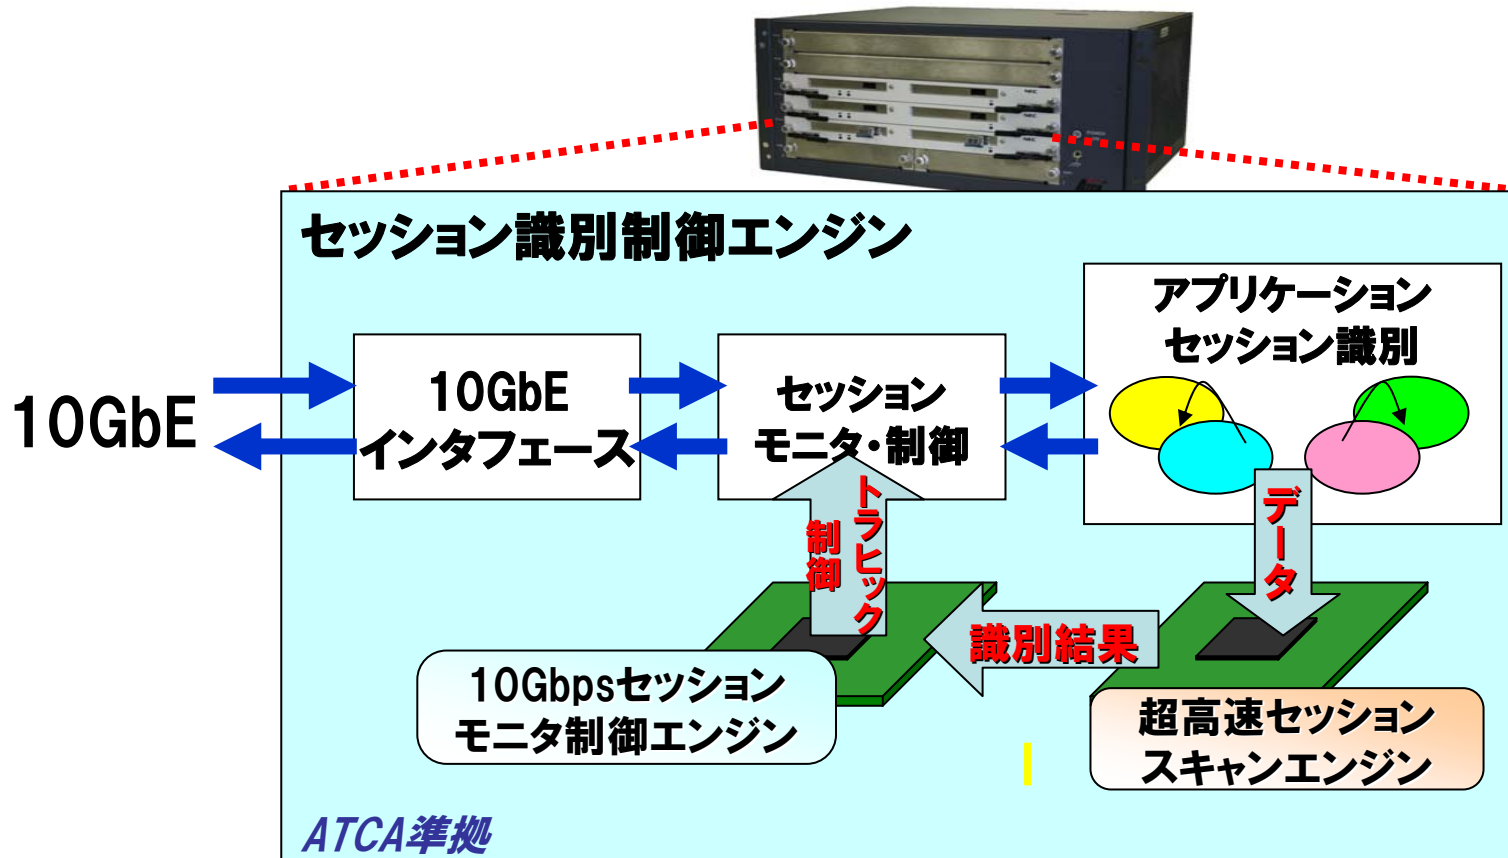 セッション識別制御エンジン
アプリケーション
セッション識別
10GbE
10GbE
インタフェース
セッション
モニタ・制御
トラヒック
制御
データ
識別結果
10Gbpsセッション
モニタ制御エンジン
超高速セッション
スキャンエンジン
ATCA準拠